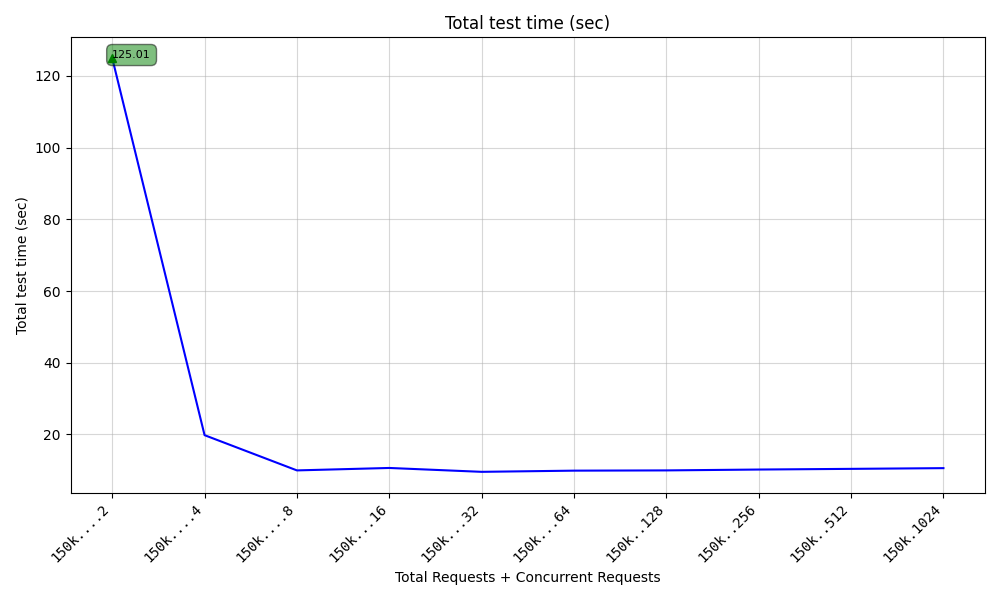 Total test time (sec)
125.01
Total test time (sec)
120
100
80
60
40
20
150k....2
150k....4
150k....8
150k...16
150k...32
150k...64
150k..128
150k..256
150k..512
150k.1024
Total Requests + Concurrent Requests